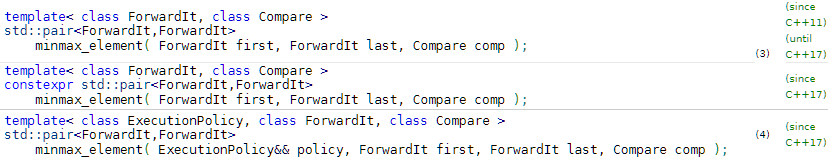 template< class ForwardIt, class Compare >
std::pair<ForwardIt,ForwardIt>
    minmax_element( ForwardIt first, ForwardIt last, Compare comp );
(since
C++11)
(until
C++17)
(3)
template< class ForwardIt, class Compare >
constexpr std::pair<ForwardIt,ForwardIt>
    minmax_element( ForwardIt first, ForwardIt last, Compare comp );
(since
C++17)
template< class ExecutionPolicy, class ForwardIt, class Compare >
std::pair<ForwardIt,ForwardIt>
    minmax_element( ExecutionPolicy&& policy, ForwardIt first, ForwardIt last, Compare comp );
(4)
(since
C++17)